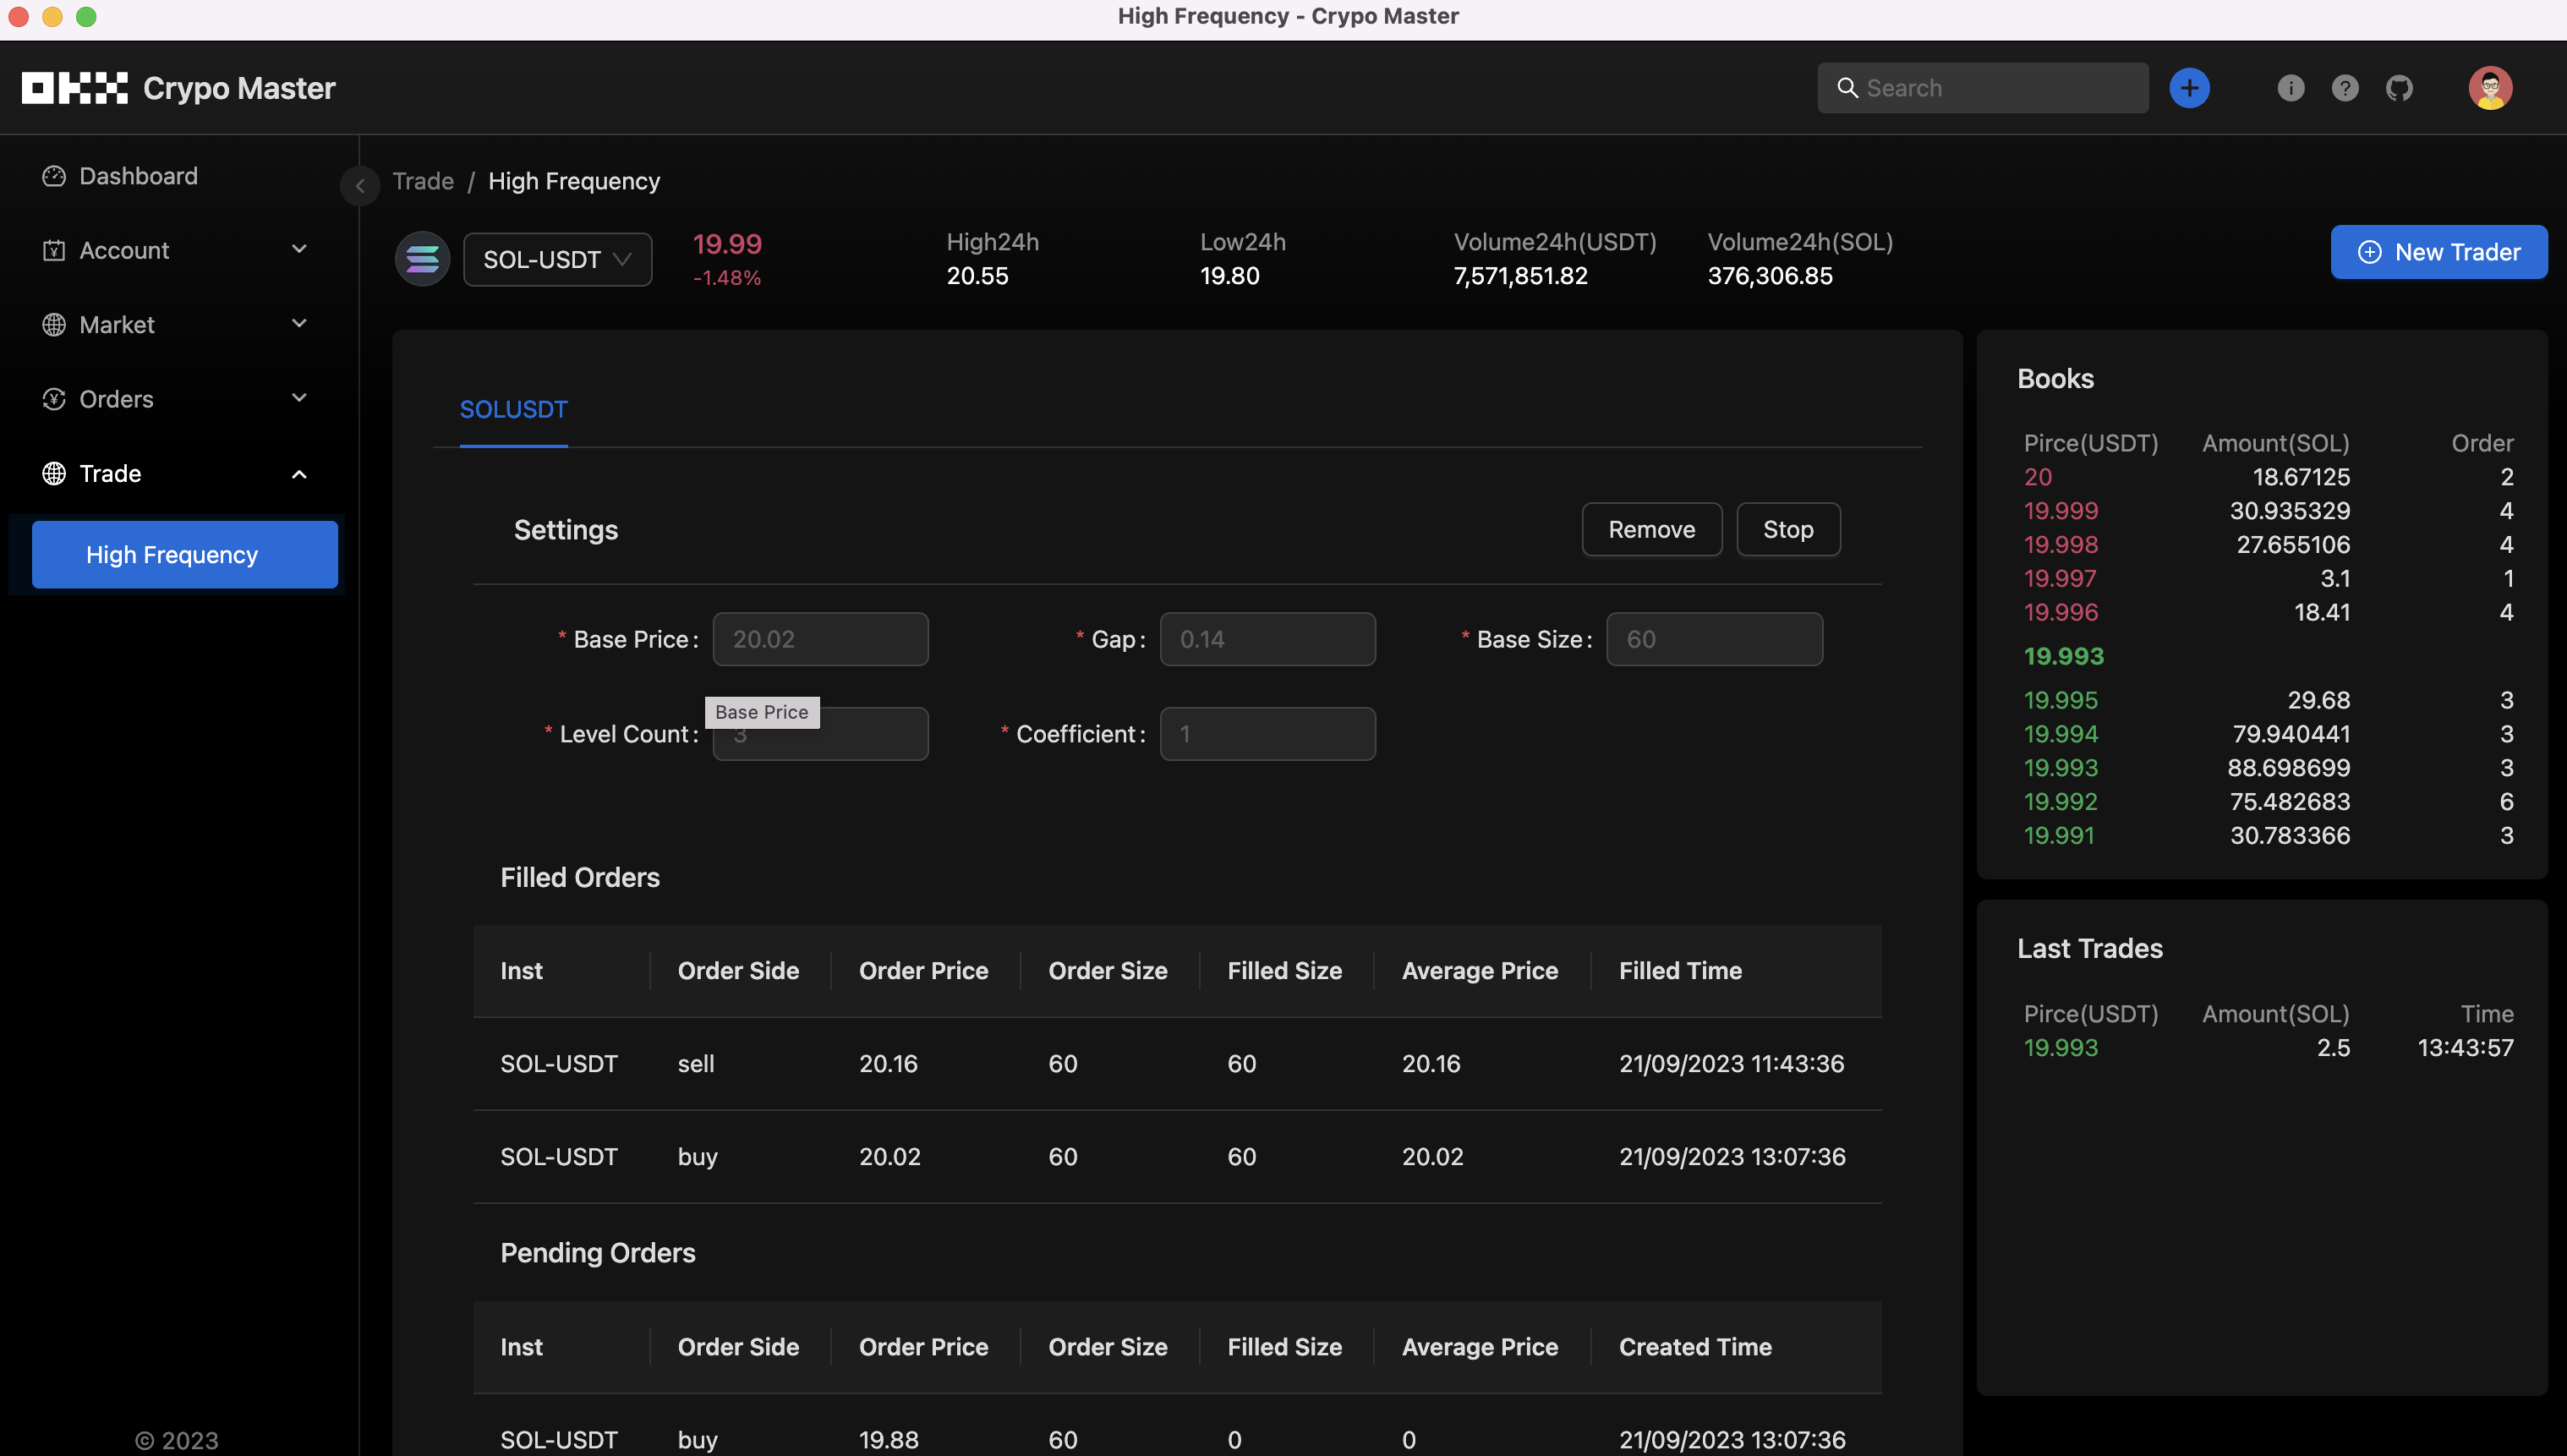 High Frequency - Crypo Master
OKX Crypo Master
Search
Dashboard
Account
Market
Orders
Trade
High Frequency
© 2023
Trade / High Frequency
SOL-USDT
19.99
-1.48%
High24h
20.55
Low24h
19.80
Volume24h(USDT)
7,571,851.82
Volume24h(SOL)
376,306.85
New Trader
SOLUSDT
Settings
Remove
Stop
* Base Price: 20.02
* Gap: 0.14
* Base Size: 60
Base Price
* Level Count: 3
* Coefficient: 1
Filled Orders
Inst Order Side Order Price Order Size Filled Size Average Price Filled Time
SOL-USDT sell 20.16 60 60 20.16 21/09/2023 11:43:36
SOL-USDT buy 20.02 60 60 20.02 21/09/2023 13:07:36
Pending Orders
Inst Order Side Order Price Order Size Filled Size Average Price Created Time
SOL-USDT buy 19.88 60 0 0 21/09/2023 13:07:36
Books
Pirce(USDT) Amount(SOL) Order
20 18.67125 2
19.999 30.935329 4
19.998 27.655106 4
19.997 3.1 1
19.996 18.41 4
19.993
19.995 29.68 3
19.994 79.940441 3
19.993 88.698699 3
19.992 75.482683 6
19.991 30.783366 3
Last Trades
Pirce(USDT) Amount(SOL) Time
19.993 2.5 13:43:57